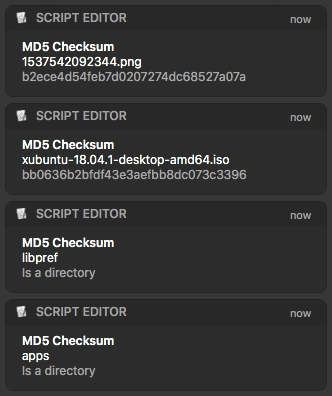 SCRIPT EDITOR now
MD5 Checksum
1537542092344.png
b2ece4d54feb7d0207274dc68527a07a
SCRIPT EDITOR now
MD5 Checksum
xubuntu-18.04.1-desktop-amd64.iso
bb0636b2bfdf43e3aefbb8dc073c3396
SCRIPT EDITOR now
MD5 Checksum
libpref
Is a directory
SCRIPT EDITOR now
MD5 Checksum
apps
Is a directory